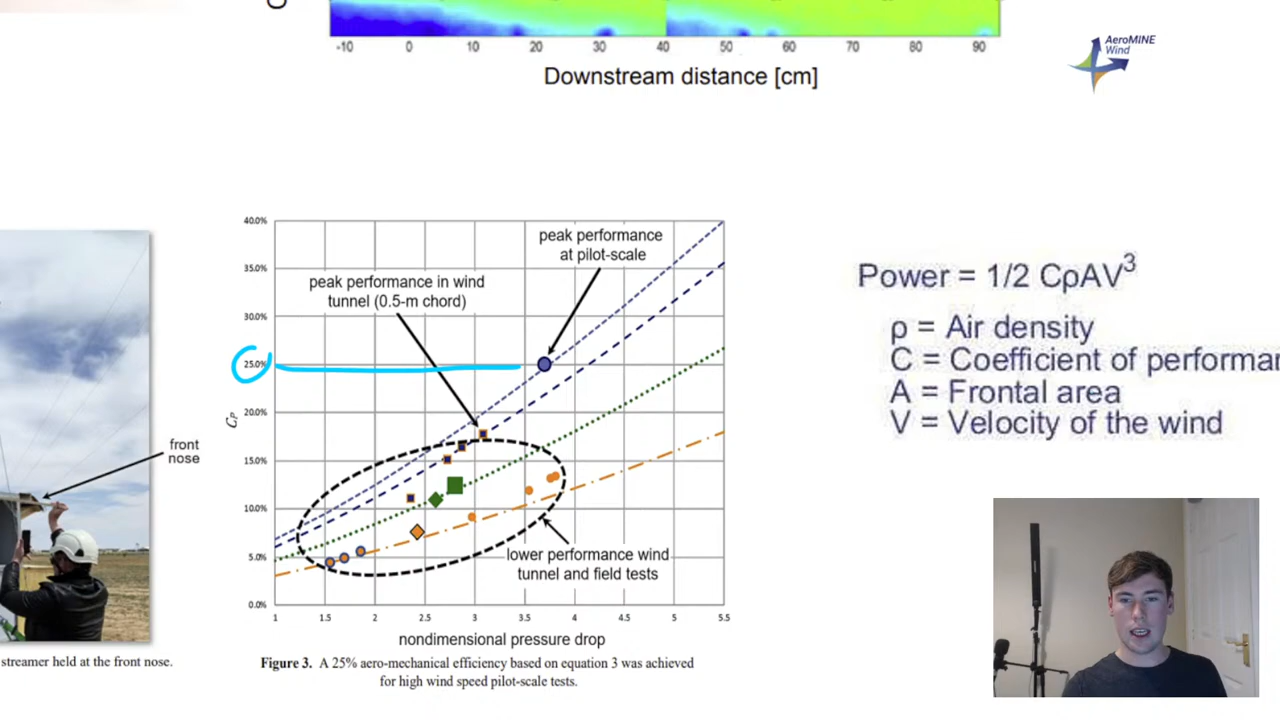 -10 0 10 20 30 40 50 60 70 80 90
Downstream distance [cm]
AeroMINE
Wind
40.0%
35.0%
30.0%
25.0%
20.0%
15.0%
10.0%
5.0%
0.0%
C_P
peak performance
at pilot-scale
peak performance in wind
tunnel (0.5-m chord)
lower performance wind
tunnel and field tests
1 1.5 2 2.5 3 3.5 4 4.5 5 5.5
nondimensional pressure drop
Figure 3. A 25% aero-mechanical efficiency based on equation 3 was achieved
for high wind speed pilot-scale tests.
front
nose
streamer held at the front nose.
Power = 1/2 CρAV³
ρ = Air density
C = Coefficient of performa
A = Frontal area
V = Velocity of the wind